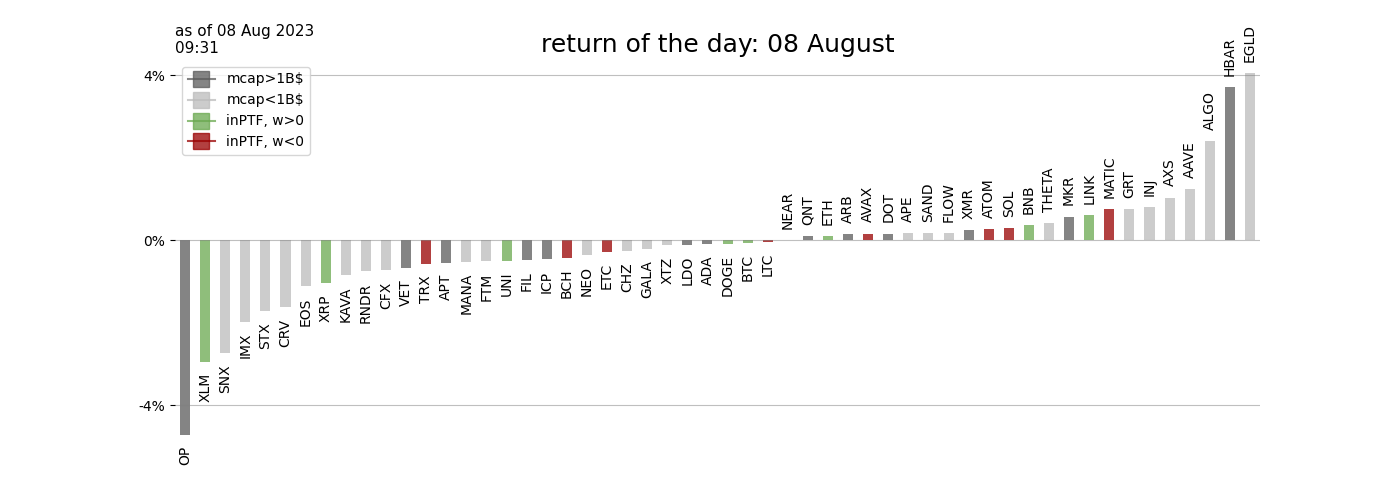 as of 08 Aug 2023
09:31
return of the day: 08 August
mcap>1B$
mcap<1B$
inPTF, w>0
inPTF, w<0
4%
0%
-4%
OP
XLM
SNX
IMX
STX
CRV
EOS
XRP
KAVA
RNDR
CFX
VET
TRX
APT
MANA
FTM
UNI
FIL
ICP
BCH
NEO
ETC
CHZ
GALA
XTZ
LDO
ADA
DOGE
BTC
LTC
NEAR
QNT
ETH
ARB
AVAX
DOT
APE
SAND
FLOW
XMR
ATOM
SOL
BNB
THETA
MKR
LINK
MATIC
GRT
INJ
AXS
AAVE
ALGO
HBAR
EGLD